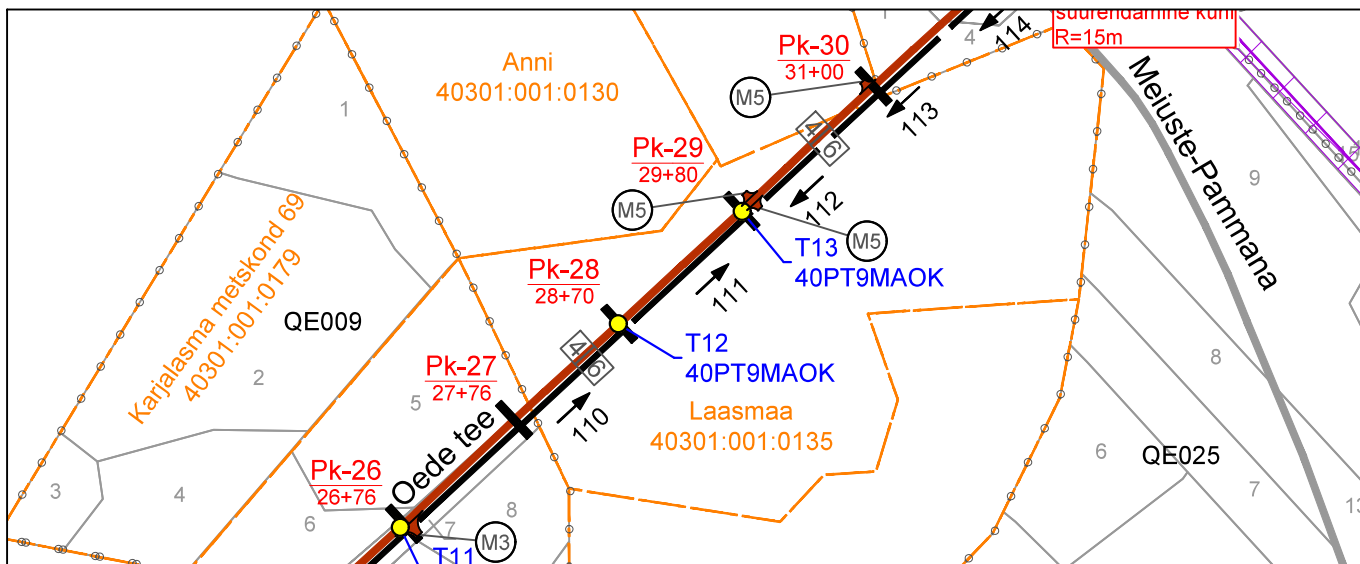 suurendamine kuni
R=15m
114
4
Pk-30
31+00
Anni
40301:001:0130
M5
113
1
Meiuste-Pammana
9
15
4,6
Pk-29
29+80
M5
112
M5
T13
40PT9MAOK
Karjalasma metskond 69
40301:001:0179
QE009
Pk-28
28+70
111
T12
40PT9MAOK
4,6
8
2
5
Pk-27
27+76
Laasmaa
40301:001:0135
110
Oede tee
6
QE025
7
13
Pk-26
26+76
3
4
6
7
8
M3
T11